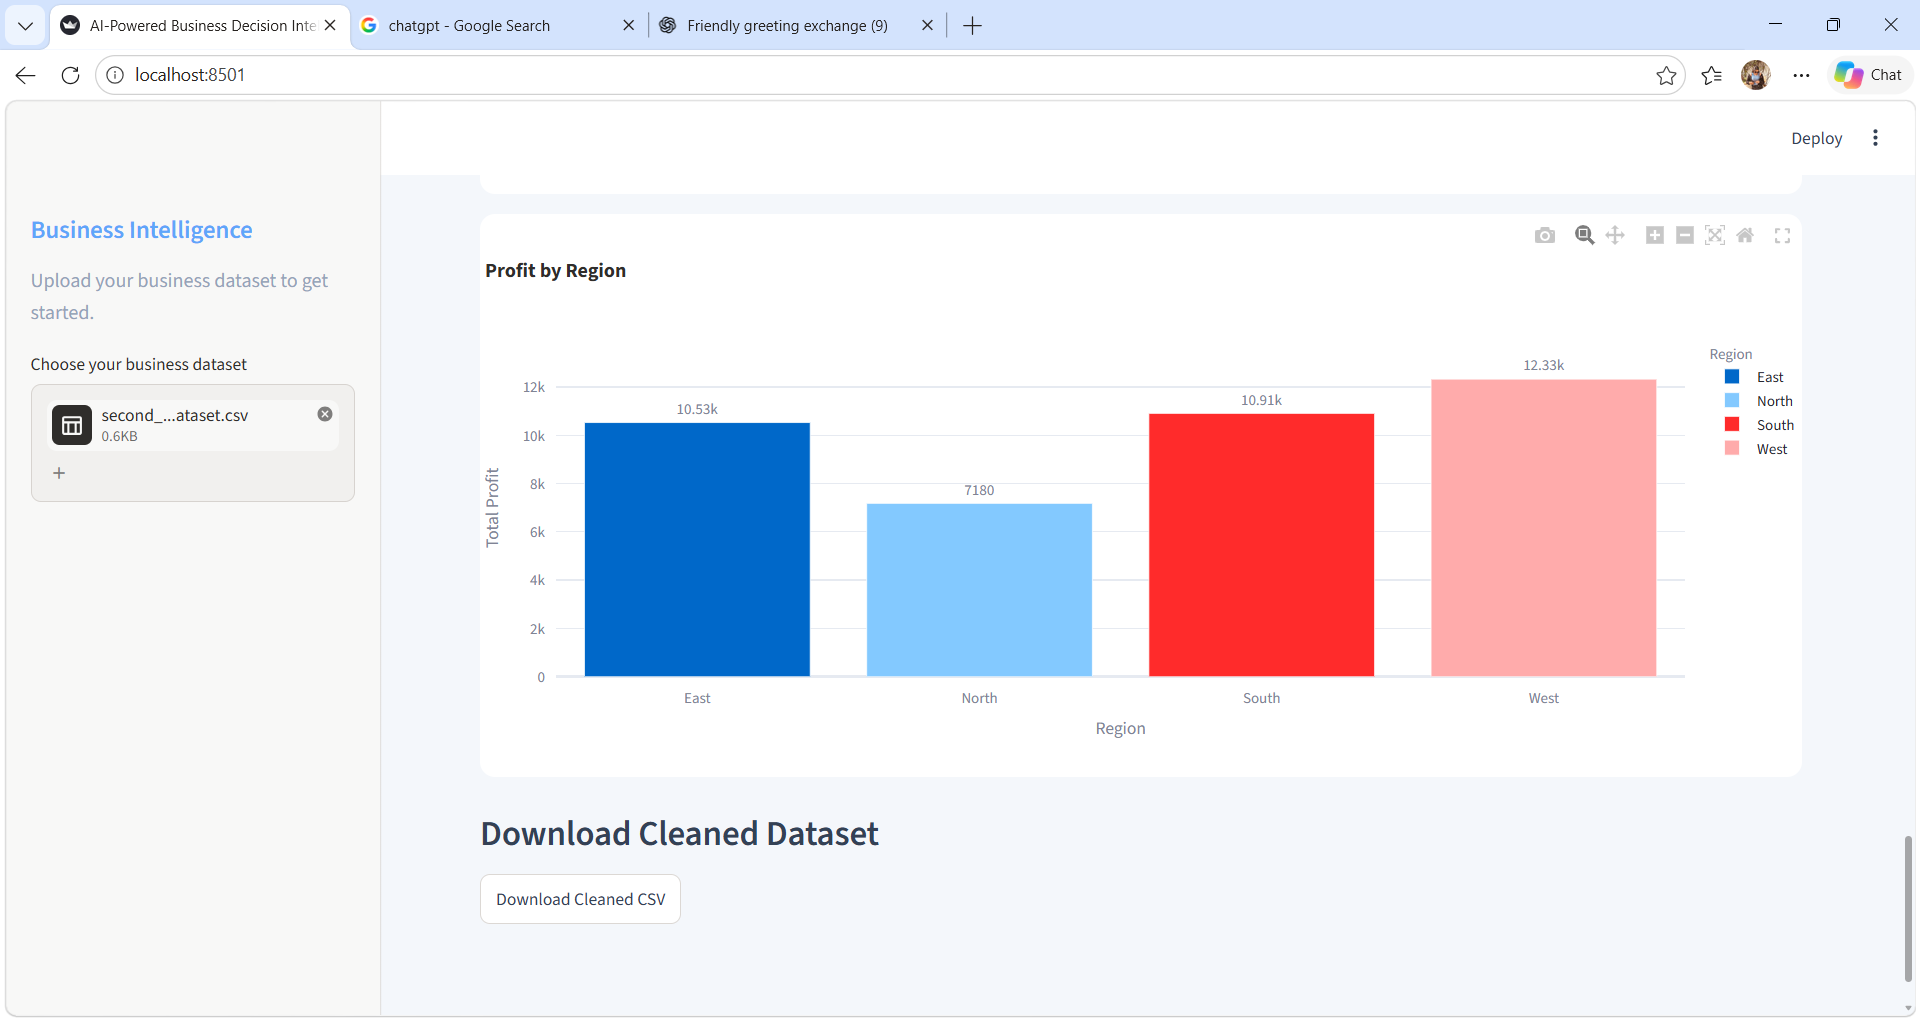 AI-Powered Business Decision Inte
chatgpt - Google Search
Friendly greeting exchange (9)
localhost:8501
Chat
Deploy
Business Intelligence
Upload your business dataset to get
started.
Choose your business dataset
second_...ataset.csv
0.6KB
Profit by Region
Total Profit
12k
10k
8k
6k
4k
2k
0
10.53k
7180
10.91k
12.33k
East
North
South
West
Region
Region
East
North
South
West
Download Cleaned Dataset
Download Cleaned CSV